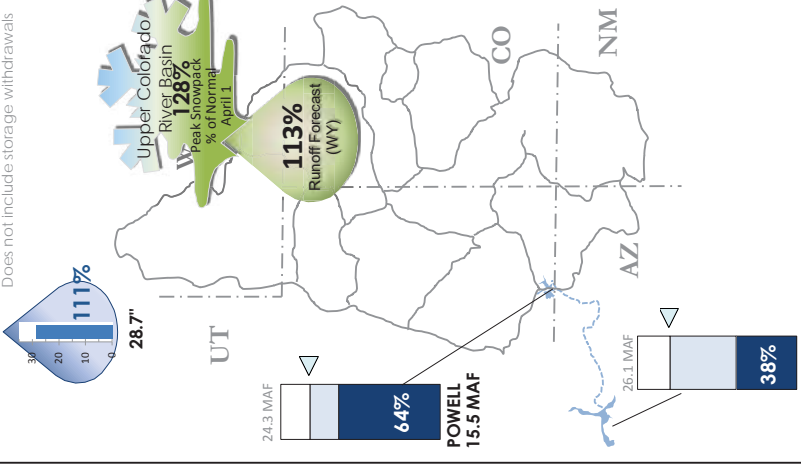 Does not include storage withdrawals
111%
30
20
10
0
28.7"
Upper Colorado
River Basin
128%
Peak Snowpack
% of Normal
April 1
W
113%
Runoff Forecast
(WY)
UT
CO
24.3 MAF
64%
POWELL
15.5 MAF
AZ
NM
26.1 MAF
38%